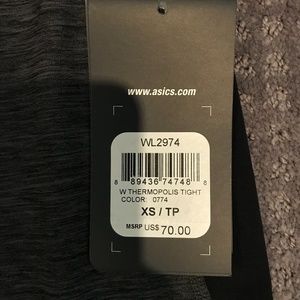 www.asics.com
WL2974
8 89436 74748 8
W THERMOPOLIS TIGHT
COLOR: 0774
XS / TP
MSRP US$ 70.00